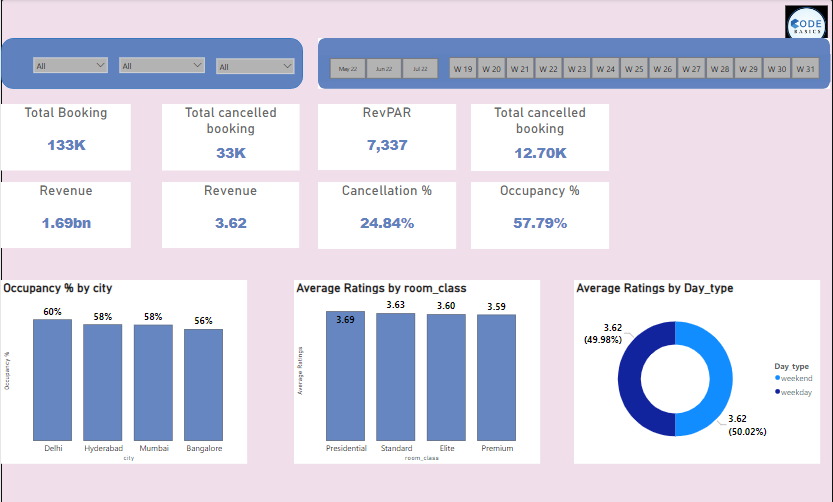 CODE
BASICS
All
All
All
May 22
Jun 22
Jul 22
W 19
W 20
W 21
W 22
W 23
W 24
W 25
W 26
W 27
W 28
W 29
W 30
W 31
Total Booking
133K
Total cancelled
booking
33K
RevPAR
7,337
Total cancelled
booking
12.70K
Revenue
1.69bn
Revenue
3.62
Cancellation %
24.84%
Occupancy %
57.79%
Occupancy % by city
Occupancy %
60%
58%
58%
56%
Delhi
Hyderabad
Mumbai
Bangalore
city
Average Ratings by room_class
Average Ratings
3.69
3.63
3.60
3.59
Presidential
Standard
Elite
Premium
room_class
Average Ratings by Day_type
3.62
(49.98%)
3.62
(50.02%)
Day type
weekend
weekday